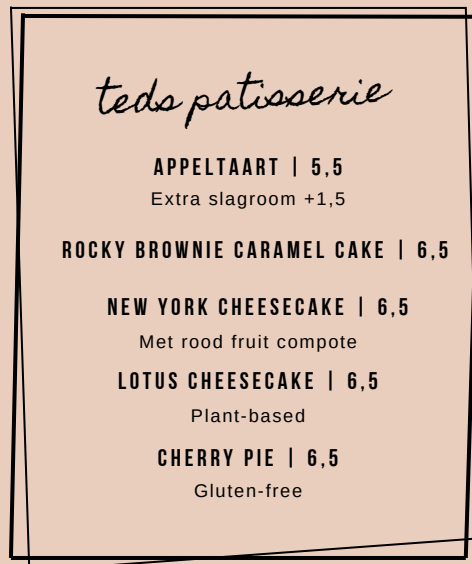 teds patisserie
APPELTAART | 5,5
Extra slagroom +1,5
ROCKY BROWNIE CARAMEL CAKE | 6,5
NEW YORK CHEESECAKE | 6,5
Met rood fruit compote
LOTUS CHEESECAKE | 6,5
Plant-based
CHERRY PIE | 6,5
Gluten-free